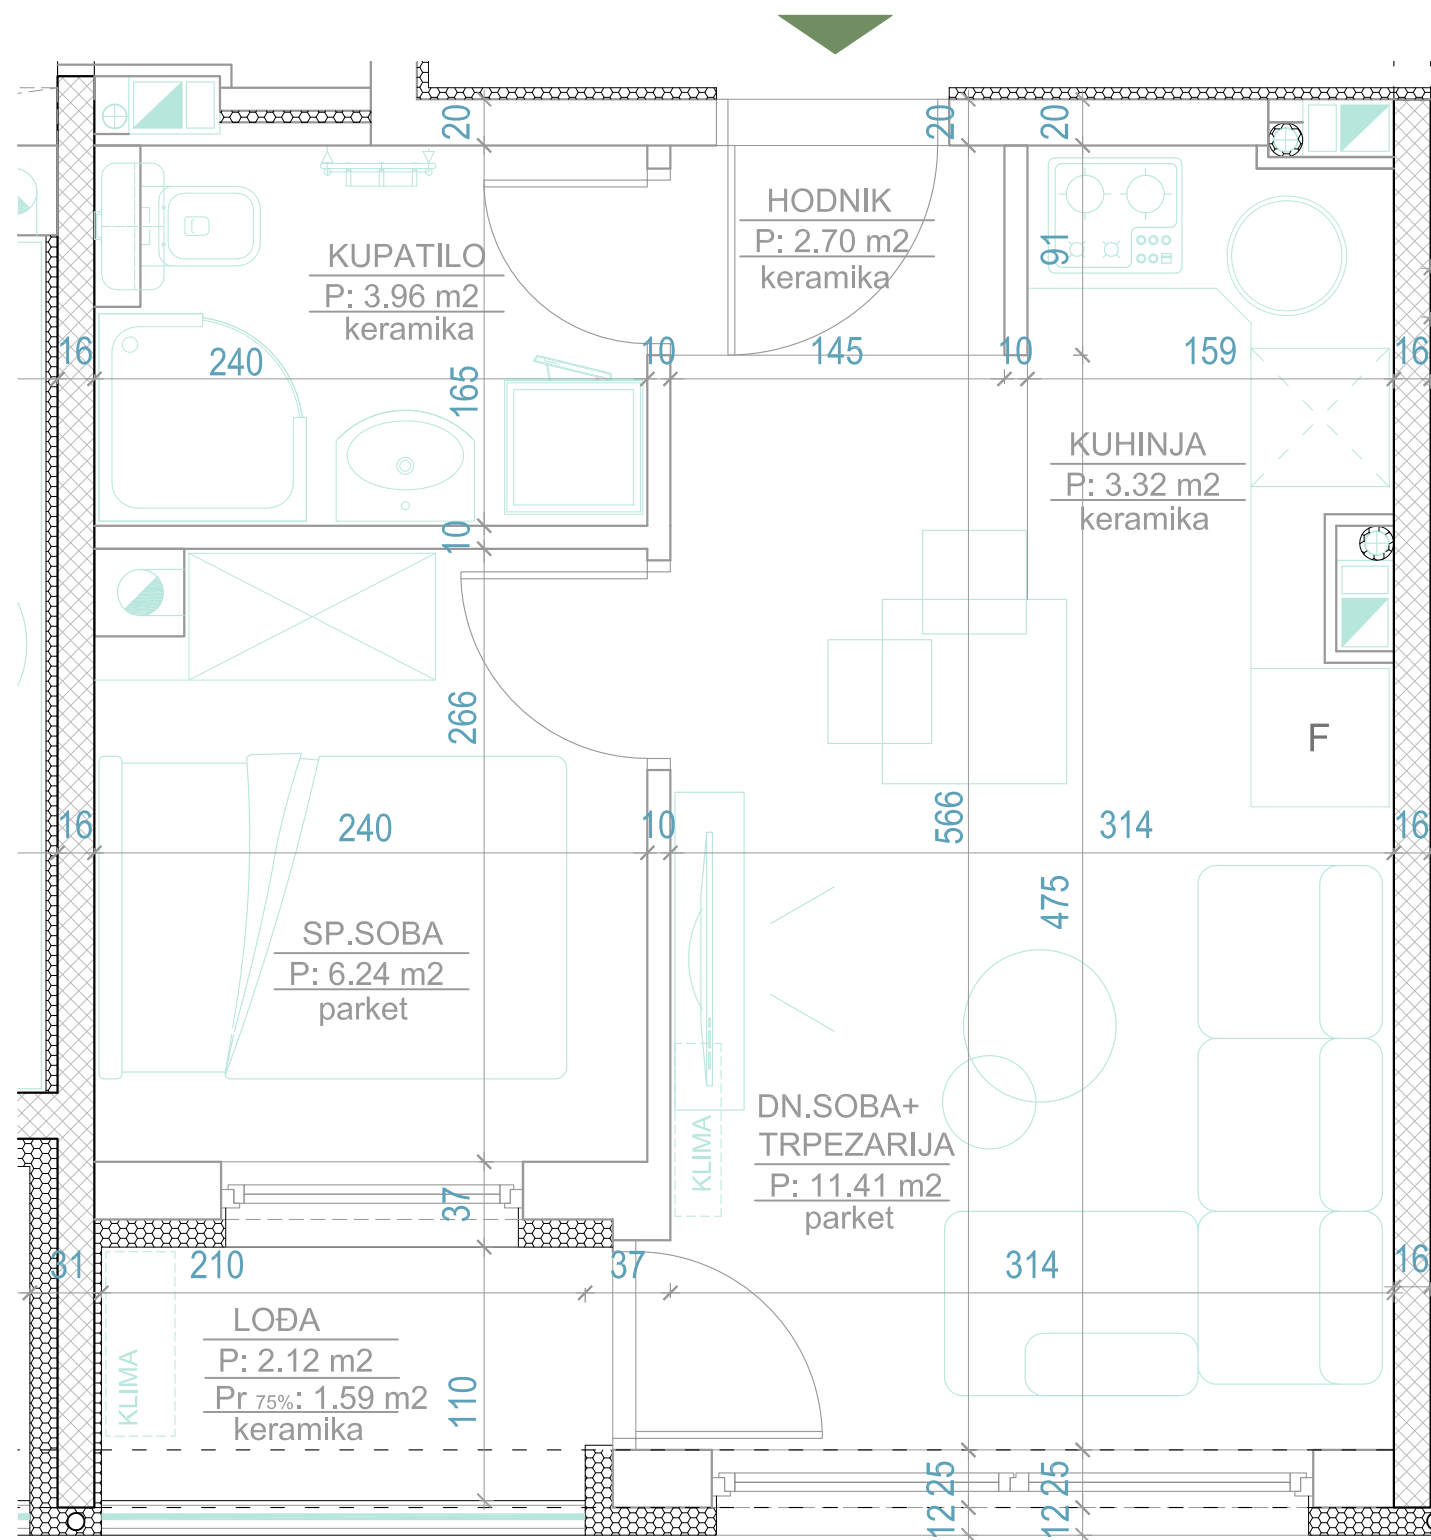 20
20
20
HODNIK
P: 2.70 m2
keramika
91
KUPATILO
P: 3.96 m2
keramika
16
240
165
10
145
10
159
16
KUHINJA
P: 3.32 m2
keramika
10
266
F
16
240
10
566
314
16
475
SP.SOBA
P: 6.24 m2
parket
DN.SOBA+
TRPEZARIJA
P: 11.41 m2
parket
KLIMA
37
31
210
37
314
16
LOĐA
P: 2.12 m2
Pr 75%: 1.59 m2
keramika
KLIMA
110
25
12
25
12